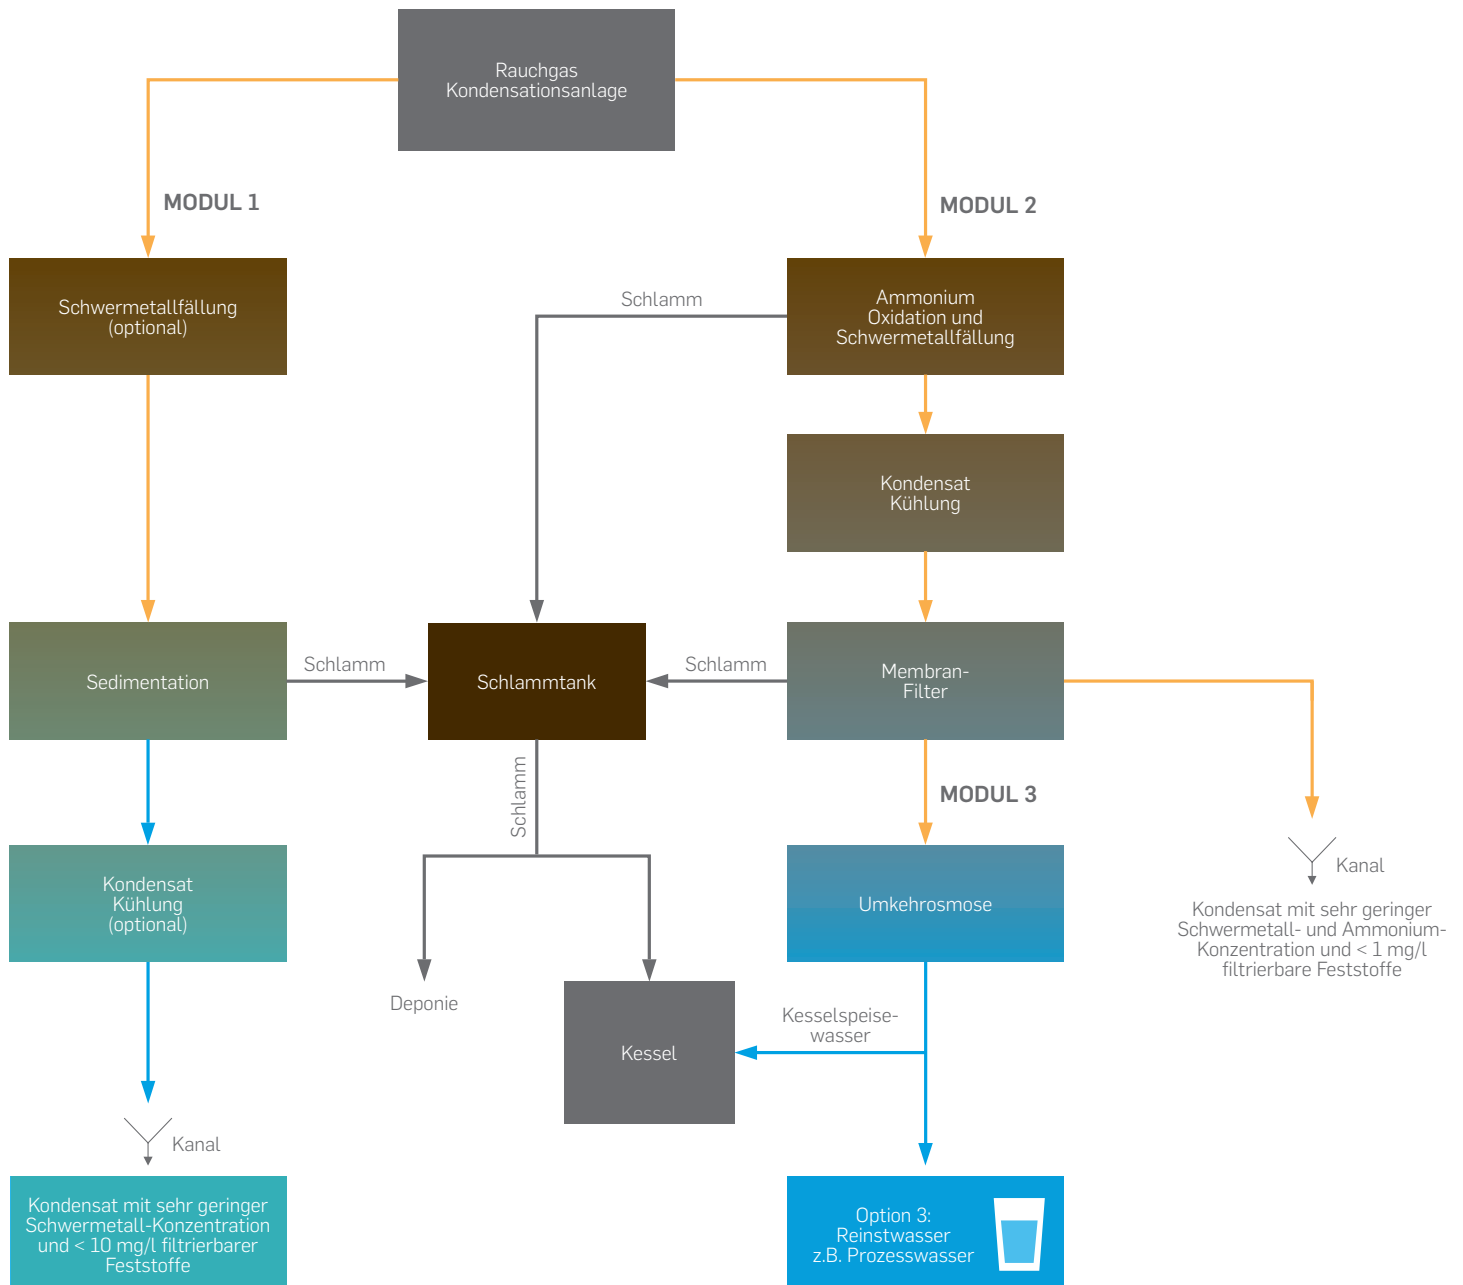 Rauchgas
Kondensationsanlage
MODUL 1
MODUL 2
Schwermetallfällung
(optional)
Schlamm
Ammonium
Oxidation und
Schwermetallfällung
Kondensat
Kühlung
Sedimentation
Schlamm
Schlammtank
Schlamm
Membran-
Filter
Schlamm
MODUL 3
Kondensat
Kühlung
(optional)
Umkehrosmose
Kanal
Kondensat mit sehr geringer
Schwermetall- und Ammonium-
Konzentration und < 1 mg/l
filtrierbare Feststoffe
Deponie
Kessel
Kesselspeise-
wasser
Kanal
Kondensat mit sehr geringer
Schwermetall-Konzentration
und < 10 mg/l filtrierbarer
Feststoffe
Option 3:
Reinstwasser
z.B. Prozesswasser